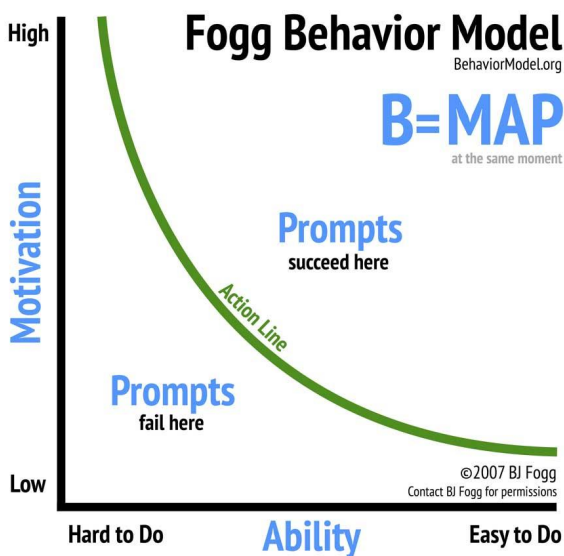 High
Fogg Behavior Model
BehaviorModel.org
B=MAP
at the same moment
Motivation
Prompts
succeed here
Action Line
Prompts
fail here
Low
©2007 BJ Fogg
Contact BJ Fogg for permissions
Hard to Do
Ability
Easy to Do